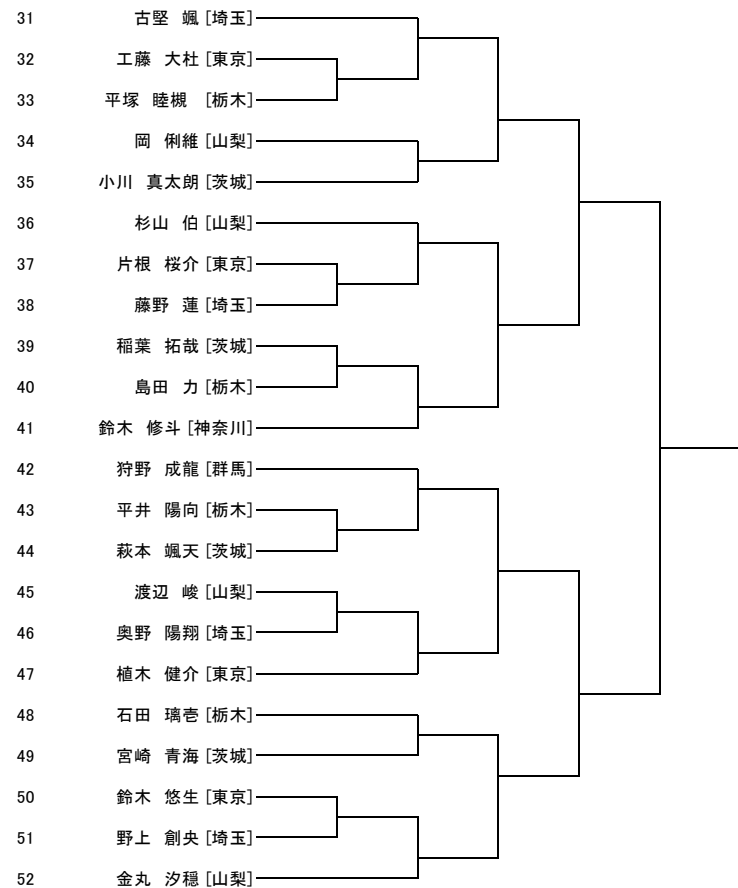 31 古堅 颯 [埼玉]
32 工藤 大杜 [東京]
33 平塚 睦槻 [栃木]
34 岡 俐維 [山梨]
35 小川 真太朗 [茨城]
36 杉山 伯 [山梨]
37 片根 桜介 [東京]
38 藤野 蓮 [埼玉]
39 稲葉 拓哉 [茨城]
40 島田 力 [栃木]
41 鈴木 修斗 [神奈川]
42 狩野 成龍 [群馬]
43 平井 陽向 [栃木]
44 萩本 颯天 [茨城]
45 渡辺 峻 [山梨]
46 奥野 陽翔 [埼玉]
47 植木 健介 [東京]
48 石田 璃壱 [栃木]
49 宮崎 青海 [茨城]
50 鈴木 悠生 [東京]
51 野上 創央 [埼玉]
52 金丸 汐穏 [山梨]